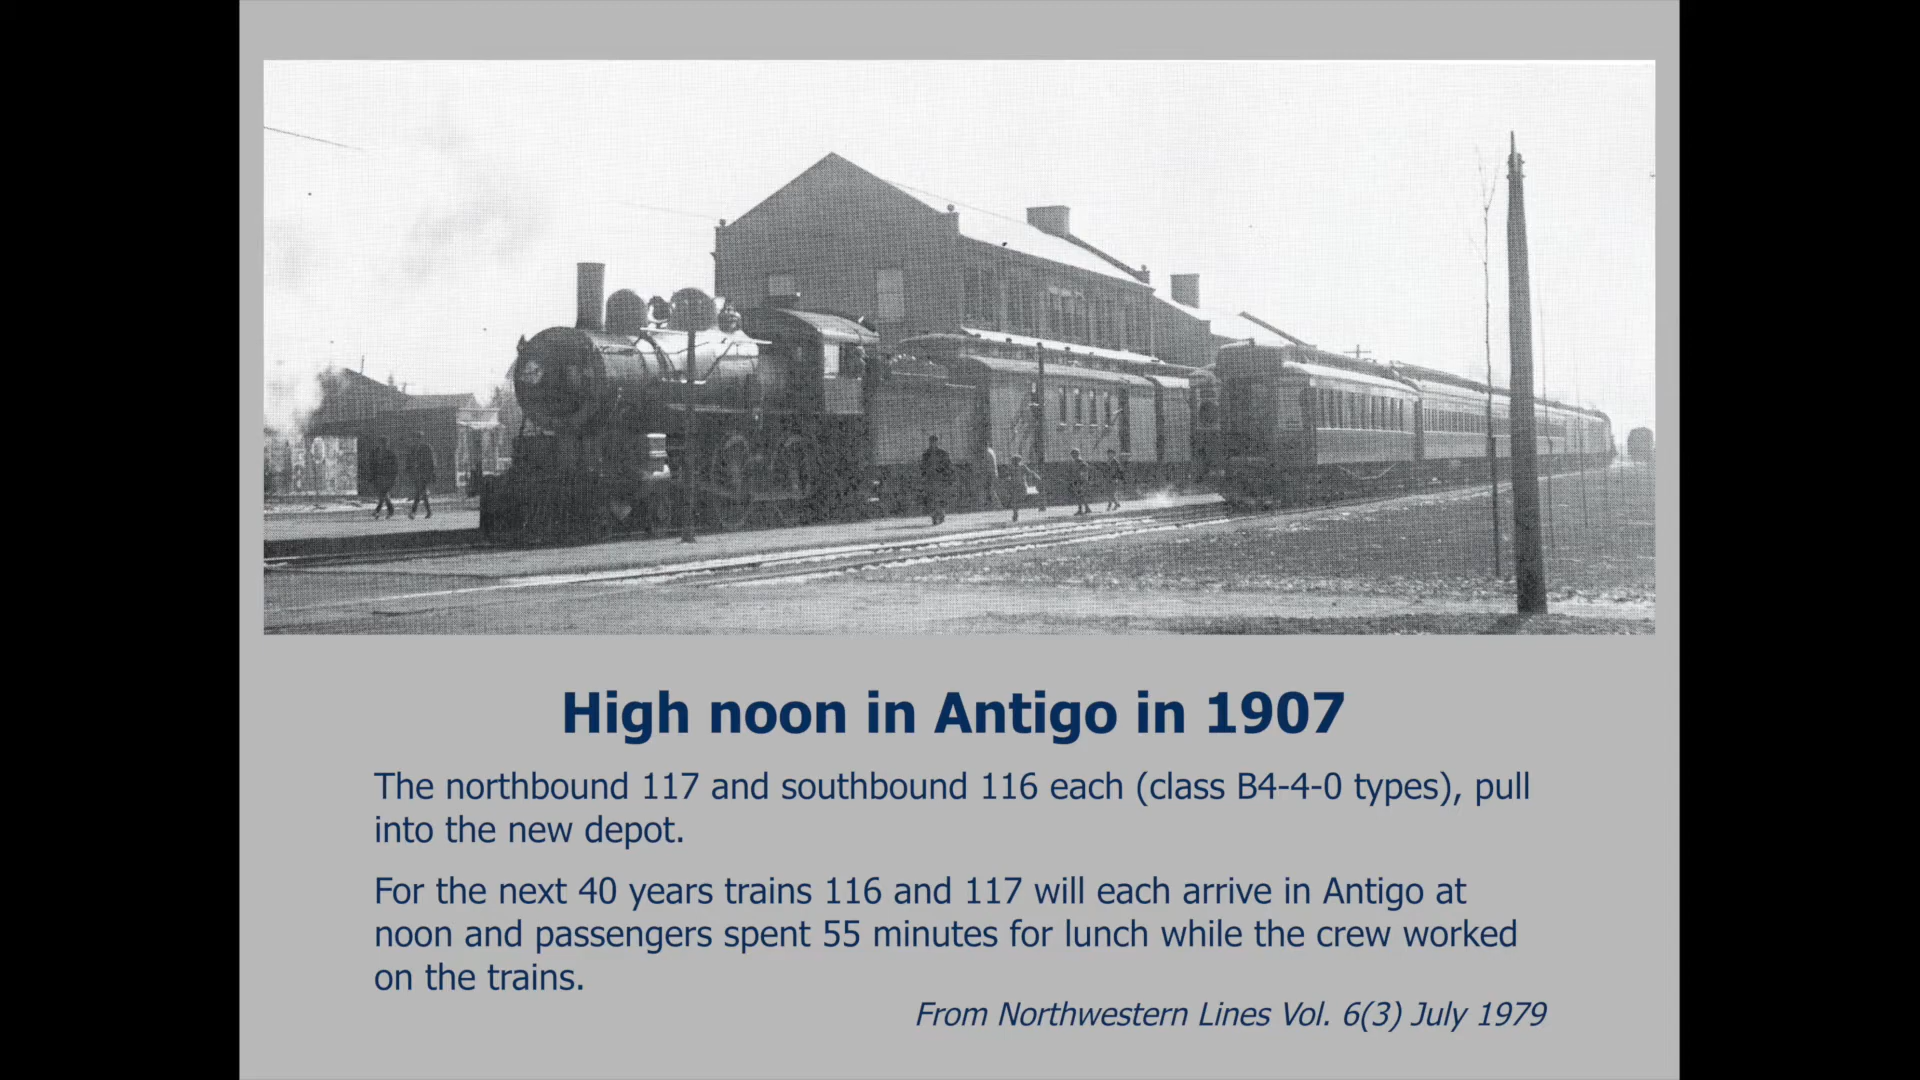 High noon in Antigo in 1907
The northbound 117 and southbound 116 each (class B4-4-0 types), pull
into the new depot.
For the next 40 years trains 116 and 117 will each arrive in Antigo at
noon and passengers spent 55 minutes for lunch while the crew worked
on the trains.
From Northwestern Lines Vol. 6(3) July 1979